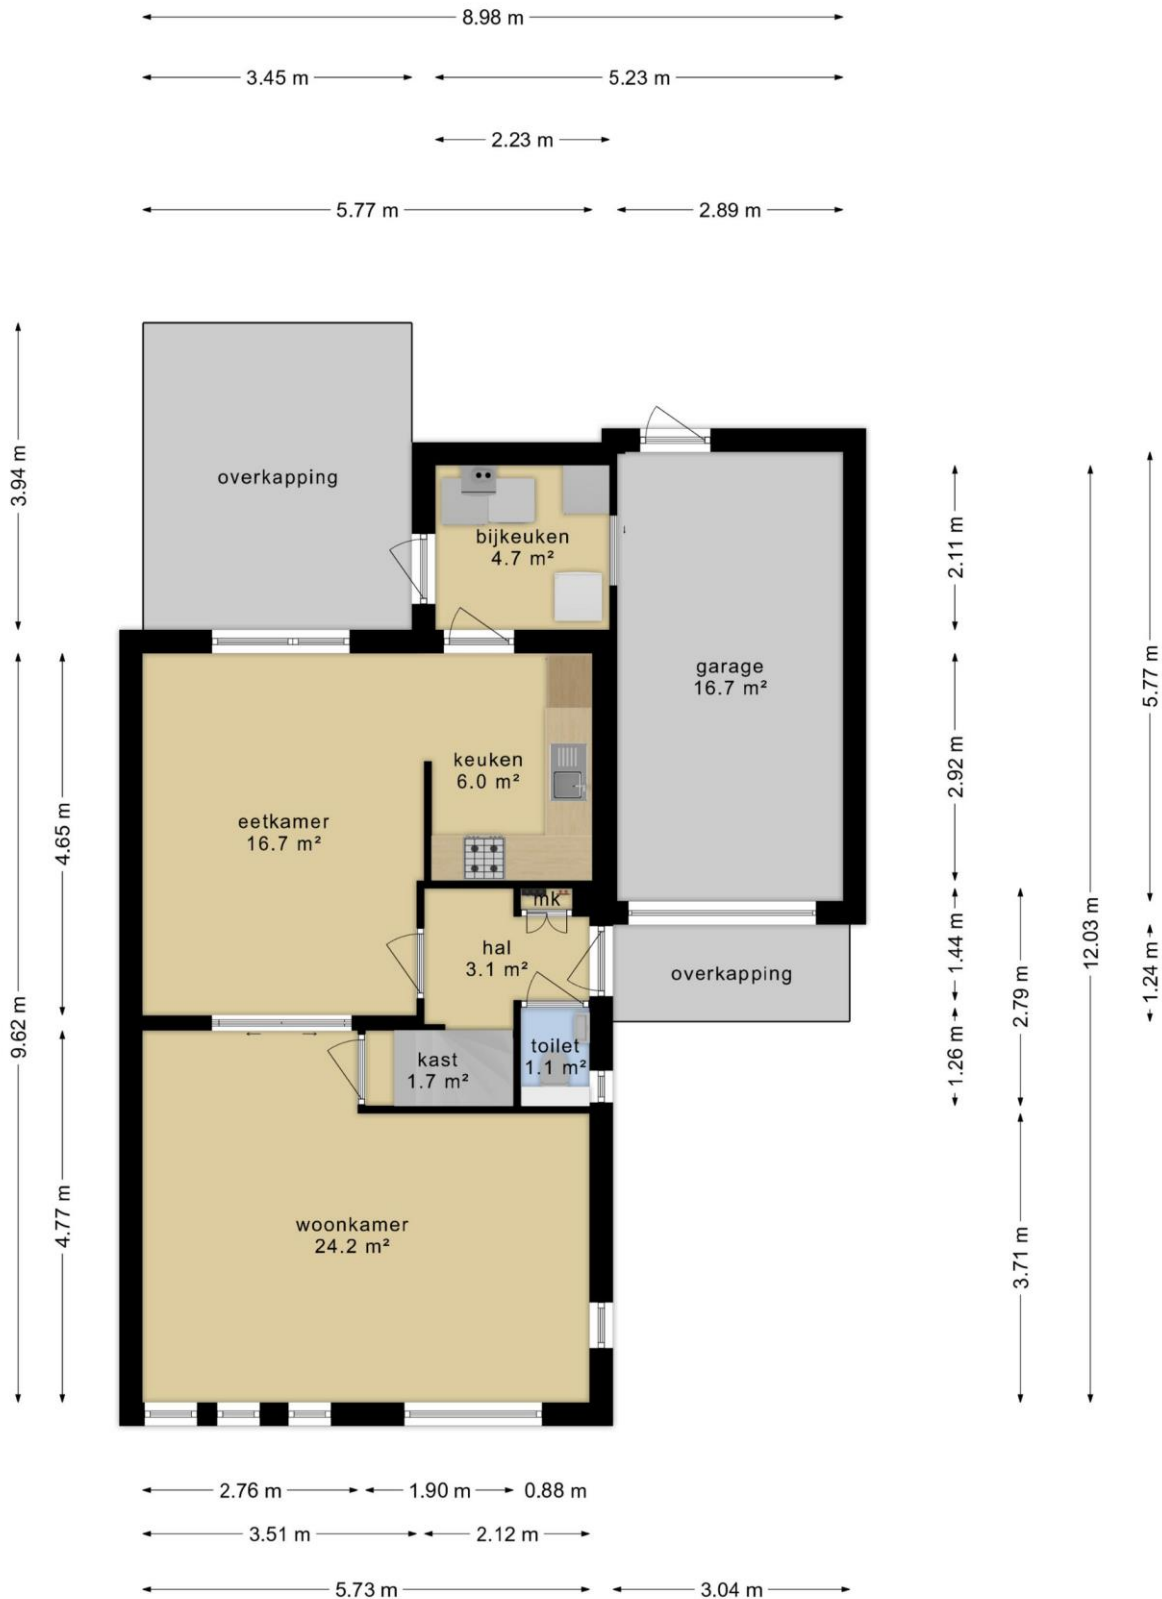 8.98 m
3.45 m
5.23 m
2.23 m
5.77 m
2.89 m
3.94 m
overkapping
bijkeuken
4.7 m²
2.11 m
garage
16.7 m²
5.77 m
keuken
6.0 m²
2.92 m
eetkamer
16.7 m²
4.65 m
mk
hal
3.1 m²
overkapping
1.44 m
12.03 m
1.24 m
2.79 m
9.62 m
toilet
1.1 m²
kast
1.7 m²
1.26 m
woonkamer
24.2 m²
4.77 m
3.71 m
2.76 m
1.90 m
0.88 m
3.51 m
2.12 m
5.73 m
3.04 m